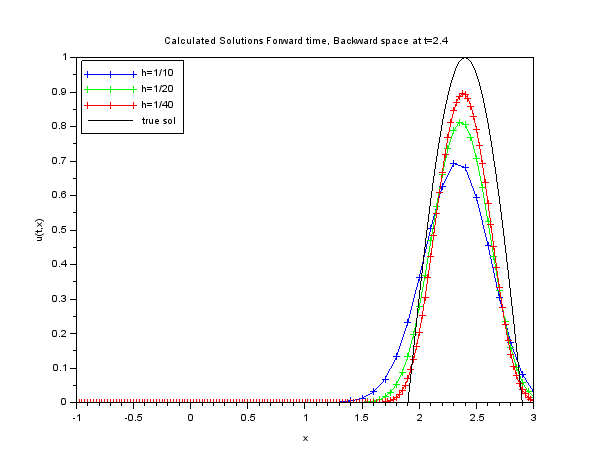 Calculated Solutions Forward time, Backward space at t=2.4
h=1/10
h=1/20
h=1/40
true sol
1
0.9
0.8
0.7
0.6
0.5
0.4
0.3
0.2
0.1
0
u(t,x)
-1 -0.5 0 0.5 1 1.5 2 2.5 3
x